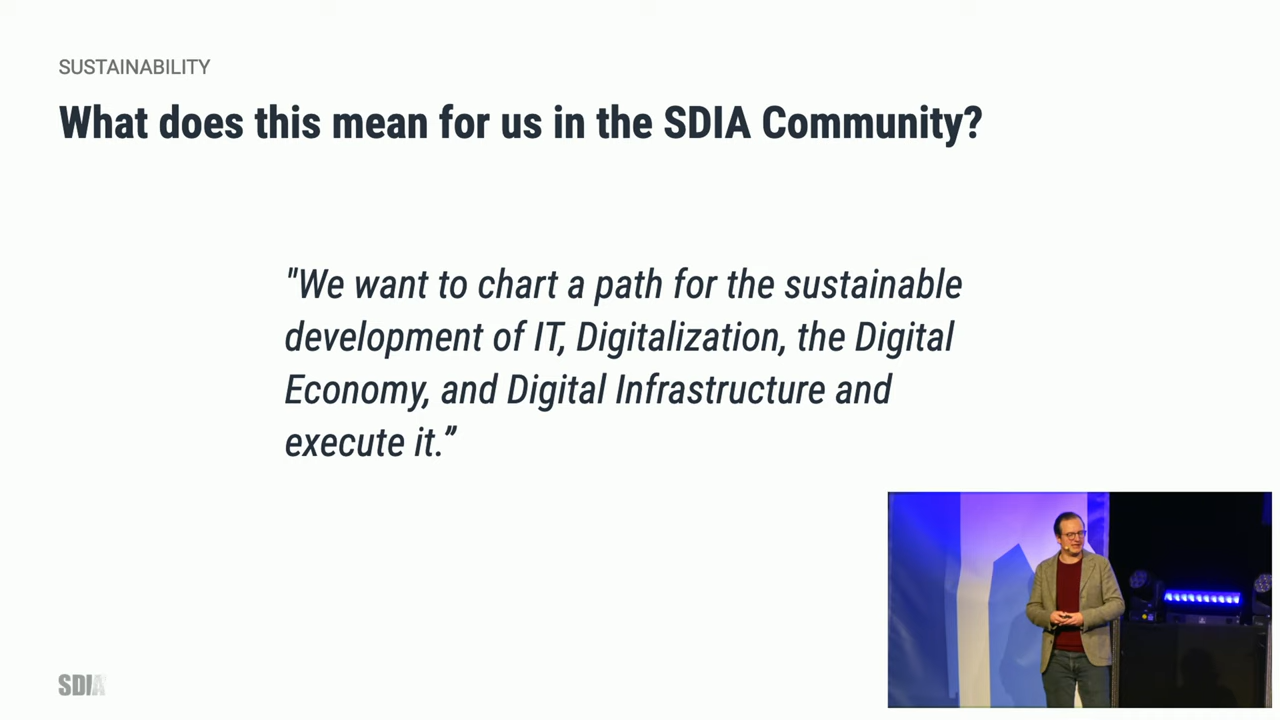 SUSTAINABILITY
What does this mean for us in the SDIA Community?
"We want to chart a path for the sustainable
development of IT, Digitalization, the Digital
Economy, and Digital Infrastructure and
execute it.”
SDIA